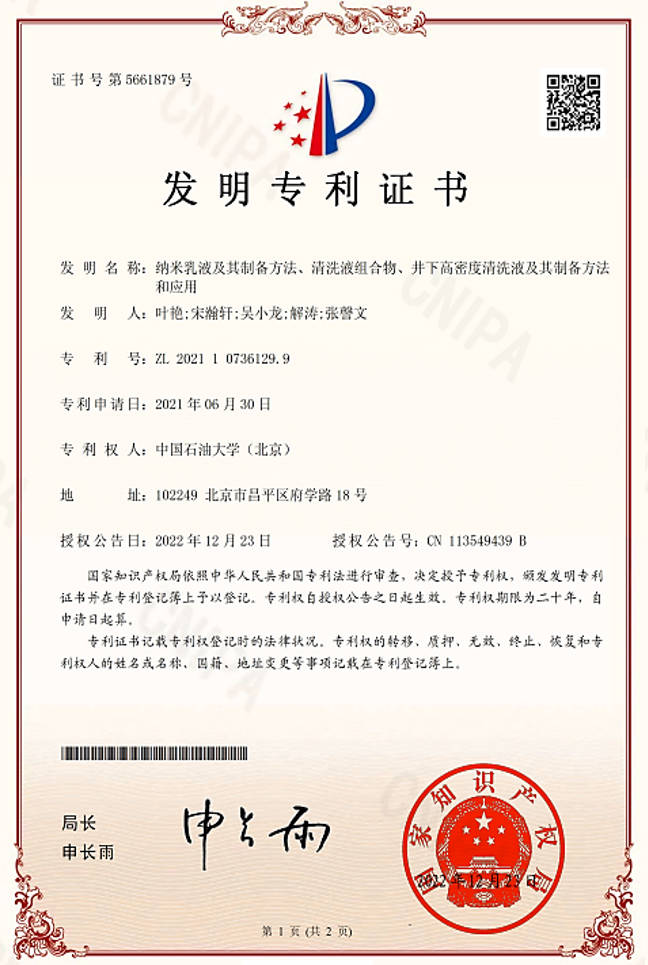 证书号第5661879号
发明专利证书
发明名称：纳米乳液及其制备方法、清洗液组合物、井下高密度清洗液及其制备方法
和应用
发明人：叶艳;宋瀚轩;吴小龙;解涛;张謦文
专利号：ZL 2021 1 0736129.9
专利申请日：2021年06月30日
专利权人：中国石油大学（北京）
地址：102249 北京市昌平区府学路18号
授权公告日：2022年12月23日 授权公告号：CN 113549439 B
国家知识产权局依照中华人民共和国专利法进行审查，决定授予专利权，颁发发明专利
证书并在专利登记簿上予以登记。专利权自授权公告之日起生效。专利权期限为二十年，自
申请日起算。
专利证书记载专利权登记时的法律状况。专利权的转移、质押、无效、终止、恢复和专
利权人的姓名或名称、国籍、地址变更等事项记载在专利登记簿上。
局长
申长雨
申长雨
国家知识产权局
2022年12月23日
第 1 页 (共 2 页)
CNIPA
CNIPA
CNIPA
CNIPA